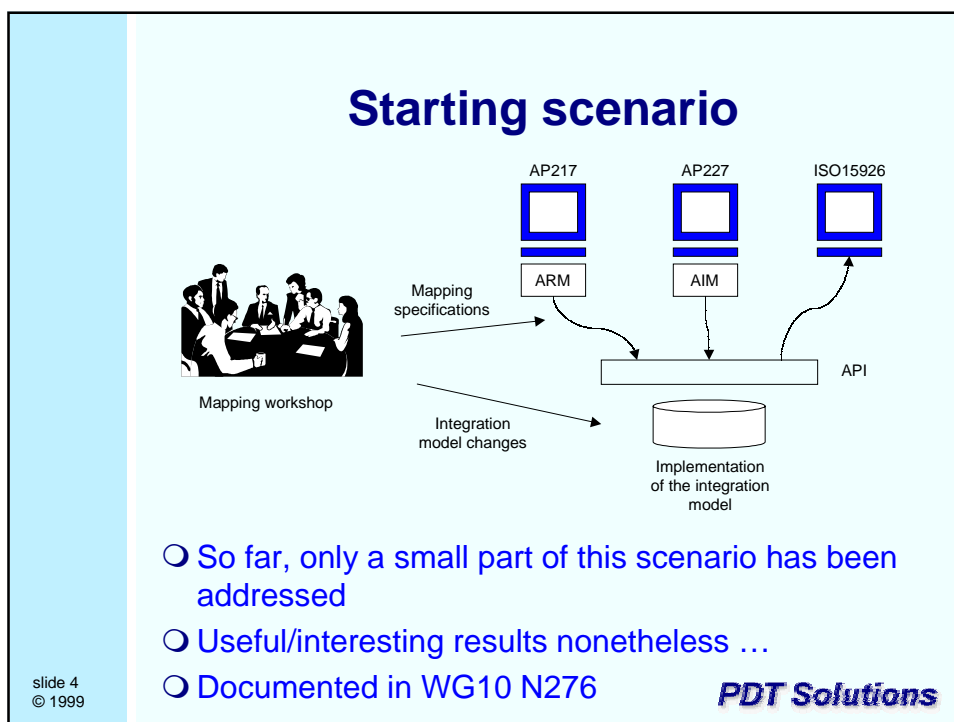 Starting scenario
AP217
AP227
ISO15926
ARM
AIM
Mapping
specifications
API
Mapping workshop
Integration
model changes
Implementation
of the integration
model
So far, only a small part of this scenario has been
addressed
Useful/interesting results nonetheless …
Documented in WG10 N276
slide 4
© 1999
PDT Solutions